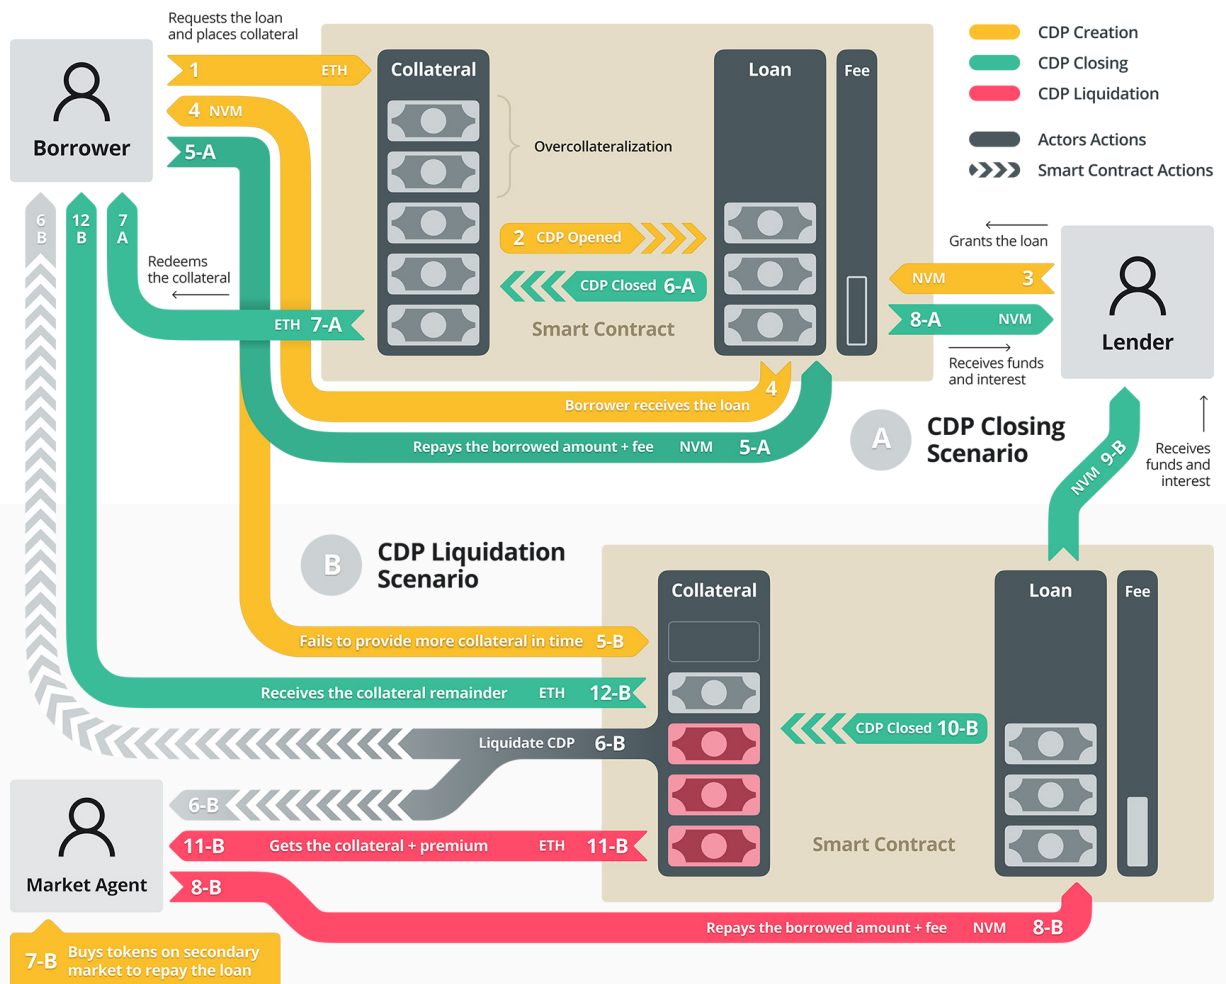 Requests the loan
and places collateral
Borrower
1
ETH
4 NVM
5-A
Collateral
Overcollateralization
Loan
Fee
2 CDP Opened
CDP Closed 6-A
Smart Contract
CDP Creation
CDP Closing
CDP Liquidation
Actors Actions
Smart Contract Actions
Grants the loan
NVM 3
8-A NVM
Receives funds
and interest
Lender
6
B
12
B
7
A
Redeems
the collateral
ETH 7-A
4
Borrower receives the loan
Repays the borrowed amount + fee NVM 5-A
A
CDP Closing
Scenario
NVM 9-B
Receives
funds and
interest
B
CDP Liquidation
Scenario
Collateral
Loan
Fee
Fails to provide more collateral in time 5-B
Receives the collateral remainder ETH 12-B
Liquidate CDP 6-B
CDP Closed 10-B
6-B
11-B Gets the collateral + premium ETH 11-B
Smart Contract
Market Agent
8-B
Repays the borrowed amount + fee NVM 8-B
7-B
Buys tokens on secondary
market to repay the loan